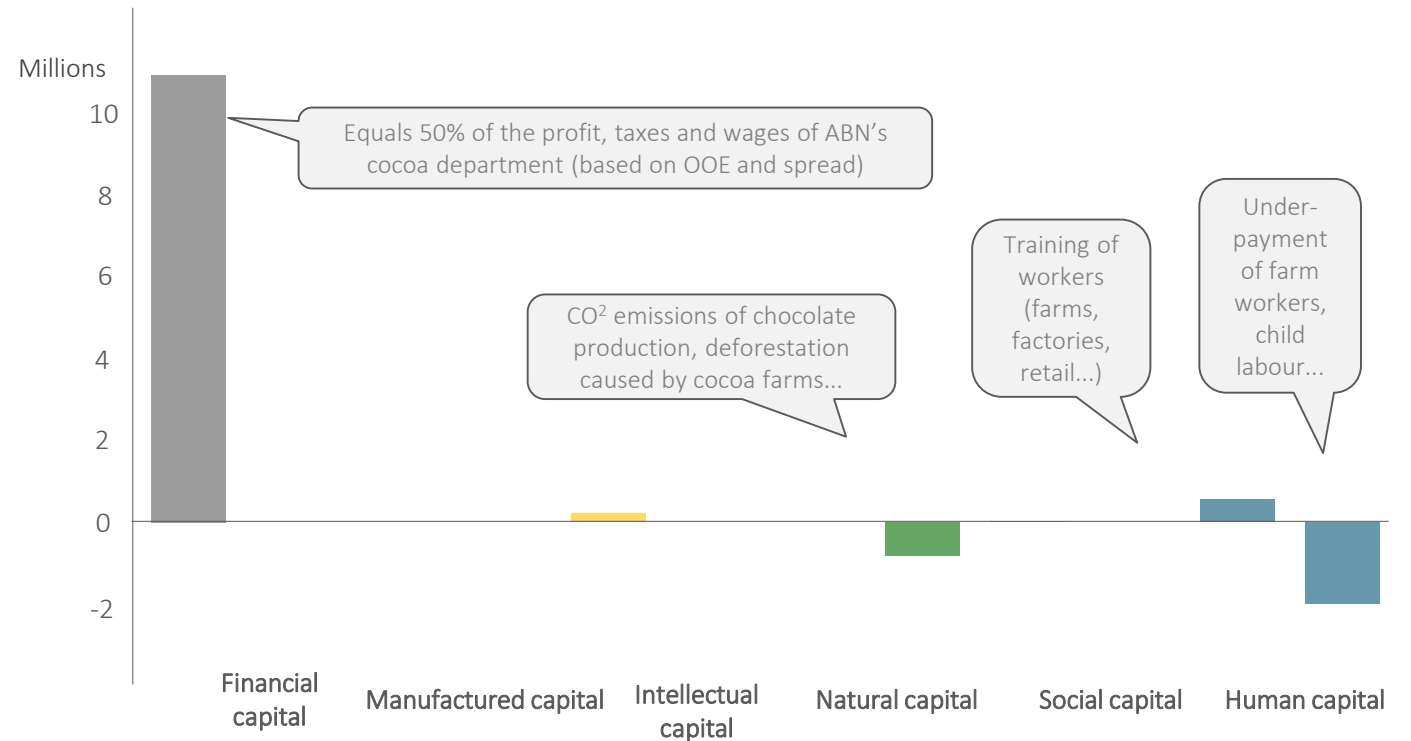 Millions
10
8
6
4
2
0
-2
Equals 50% of the profit, taxes and wages of ABN's
cocoa department (based on OOE and spread)
CO² emissions of chocolate
production, deforestation
caused by cocoa farms...
Training of
workers
(farms,
factories,
retail...)
Under-
payment
of farm
workers,
child
labour...
Financial
capital
Manufactured capital
Intellectual
capital
Natural capital
Social capital
Human capital